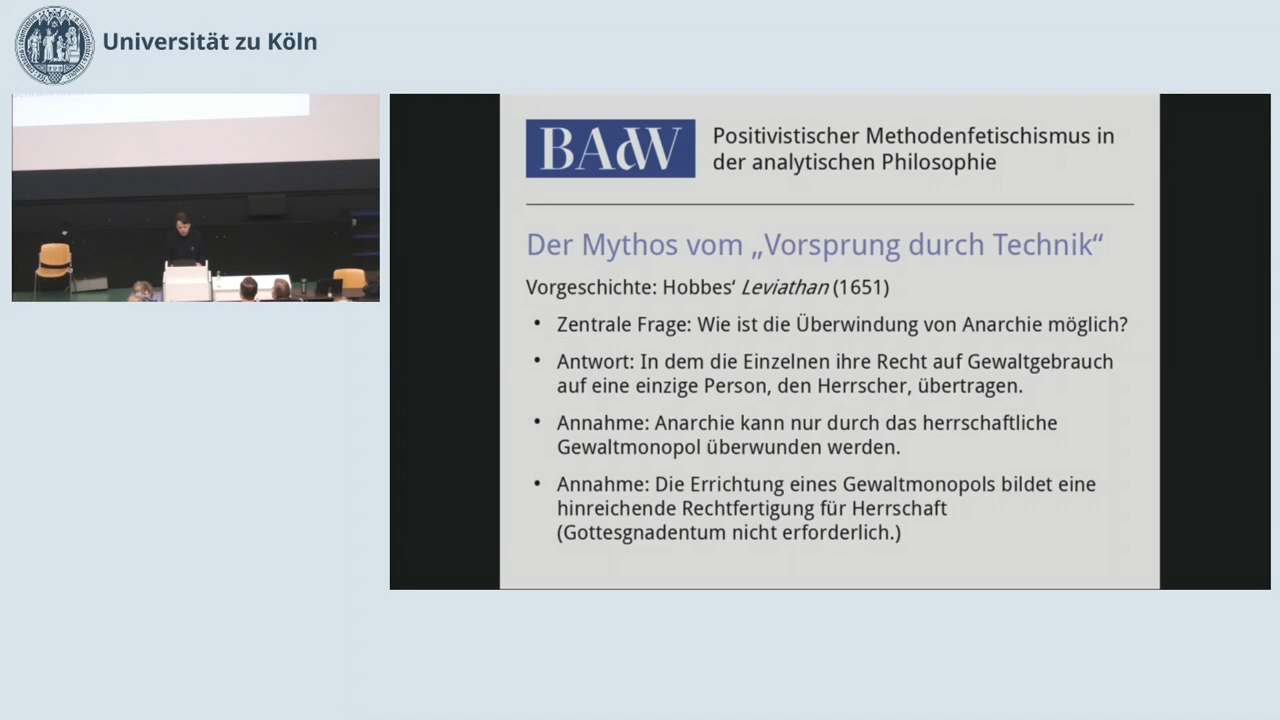 Universität zu Köln
BAdW
Positivistischer Methodenfetischismus in
der analytischen Philosophie
Der Mythos vom „Vorsprung durch Technik“
Vorgeschichte: Hobbes‘ Leviathan (1651)
• Zentrale Frage: Wie ist die Überwindung von Anarchie möglich?
• Antwort: In dem die Einzelnen ihre Recht auf Gewaltgebrauch
auf eine einzige Person, den Herrscher, übertragen.
• Annahme: Anarchie kann nur durch das herrschaftliche
Gewaltmonopol überwunden werden.
• Annahme: Die Errichtung eines Gewaltmonopols bildet eine
hinreichende Rechtfertigung für Herrschaft
(Gottesgnadentum nicht erforderlich.)